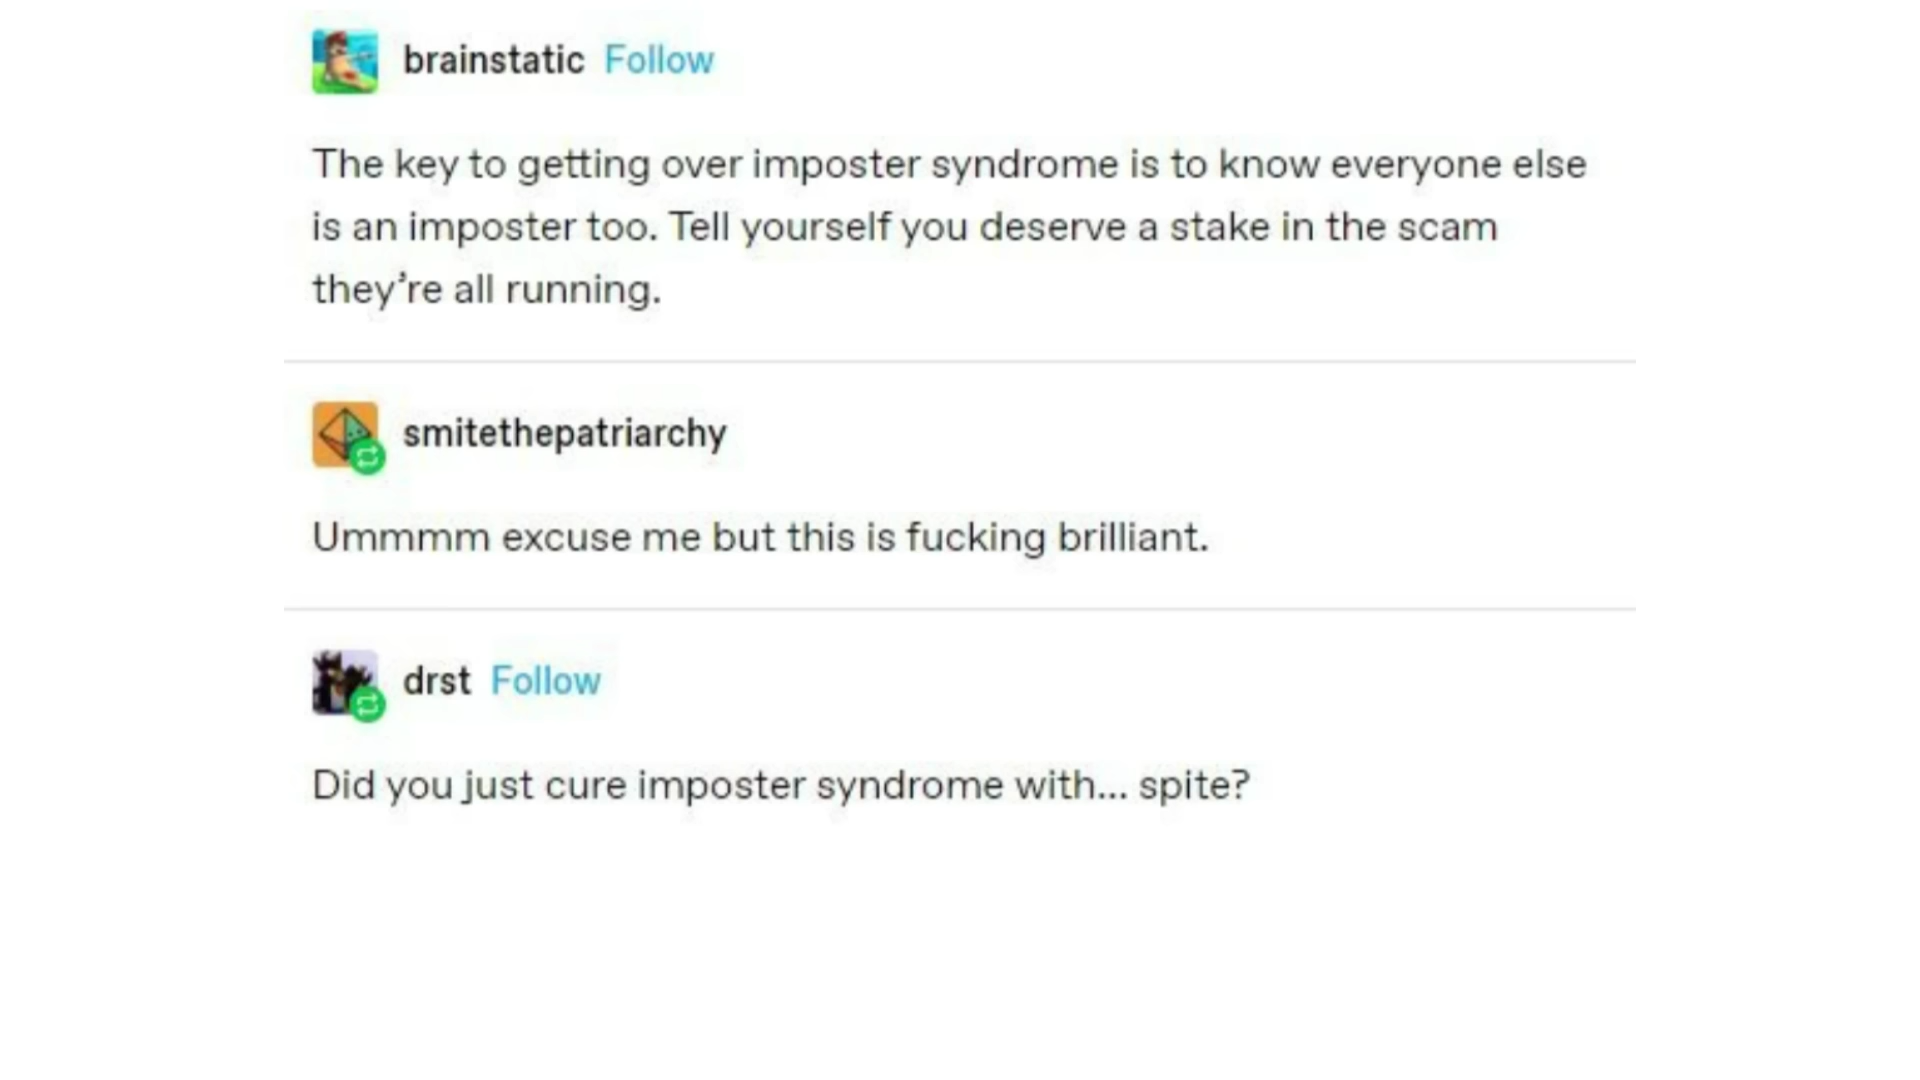 brainstatic Follow
The key to getting over imposter syndrome is to know everyone else
is an imposter too. Tell yourself you deserve a stake in the scam
they’re all running.
smitethepatriarchy
Ummmm excuse me but this is fucking brilliant.
drst Follow
Did you just cure imposter syndrome with... spite?